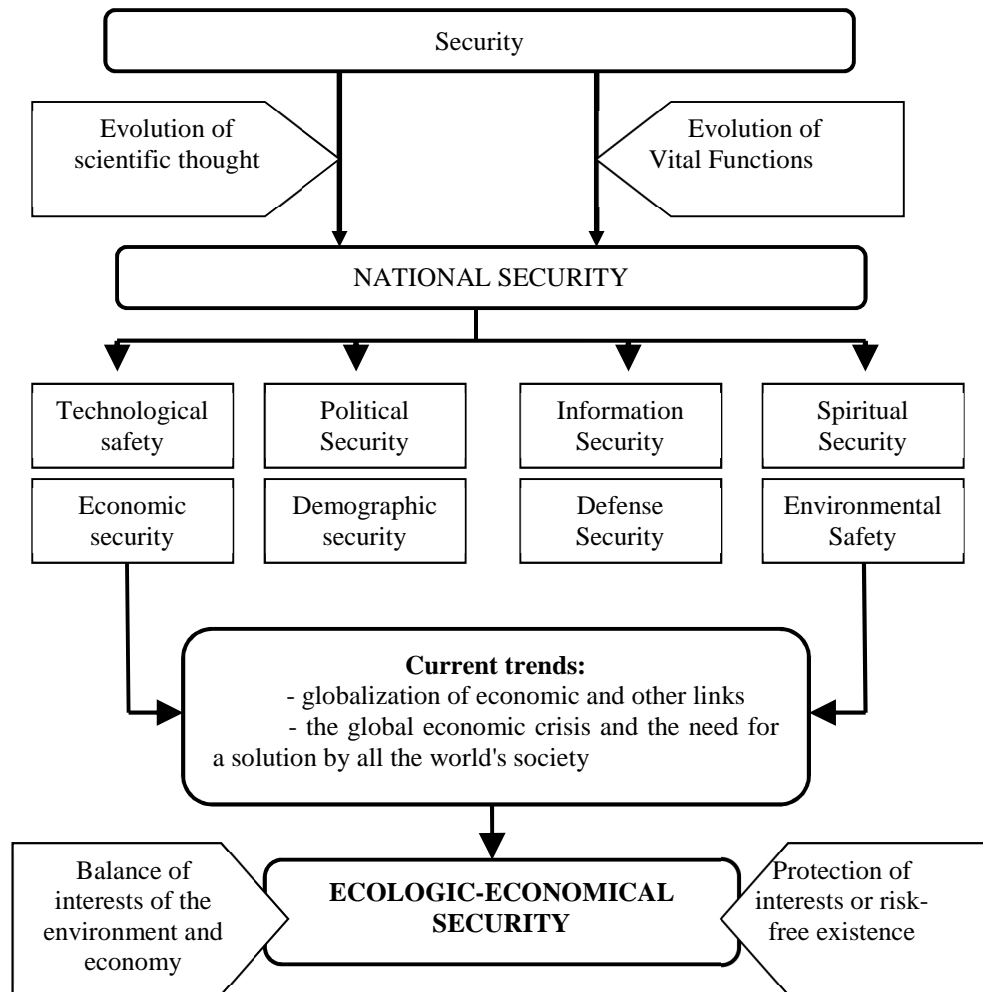 Security
Evolution of
scientific thought
Evolution of
Vital Functions
NATIONAL SECURITY
Technological
safety
Political
Security
Information
Security
Spiritual
Security
Economic
security
Demographic
security
Defense
Security
Environmental
Safety
Current trends:
- globalization of economic and other links
- the global economic crisis and the need for
a solution by all the world's society
Balance of
interests of the
environment and
economy
ECOLOGIC-ECONOMICAL
SECURITY
Protection of
interests or risk-
free existence